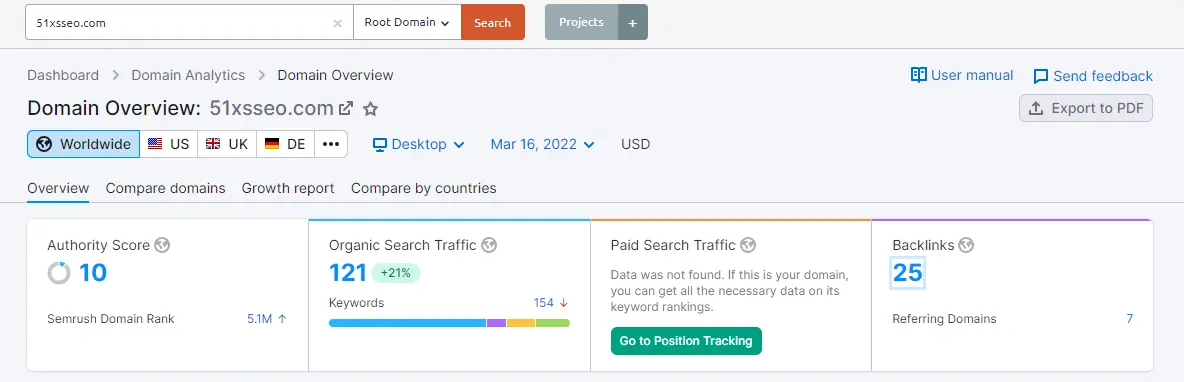 51xsseo.com × Root Domain Search Projects +
Dashboard > Domain Analytics > Domain Overview
User manual Send feedback
Domain Overview: 51xsseo.com
Export to PDF
Worldwide US UK DE ••• Desktop Mar 16, 2022 USD
Overview Compare domains Growth report Compare by countries
Authority Score
10
Semrush Domain Rank 5.1M ↑
Organic Search Traffic
121 +21%
Keywords 154 ↓
Paid Search Traffic
Data was not found. If this is your domain,
you can get all the necessary data on its
keyword rankings.
Go to Position Tracking
Backlinks
25
Referring Domains 7